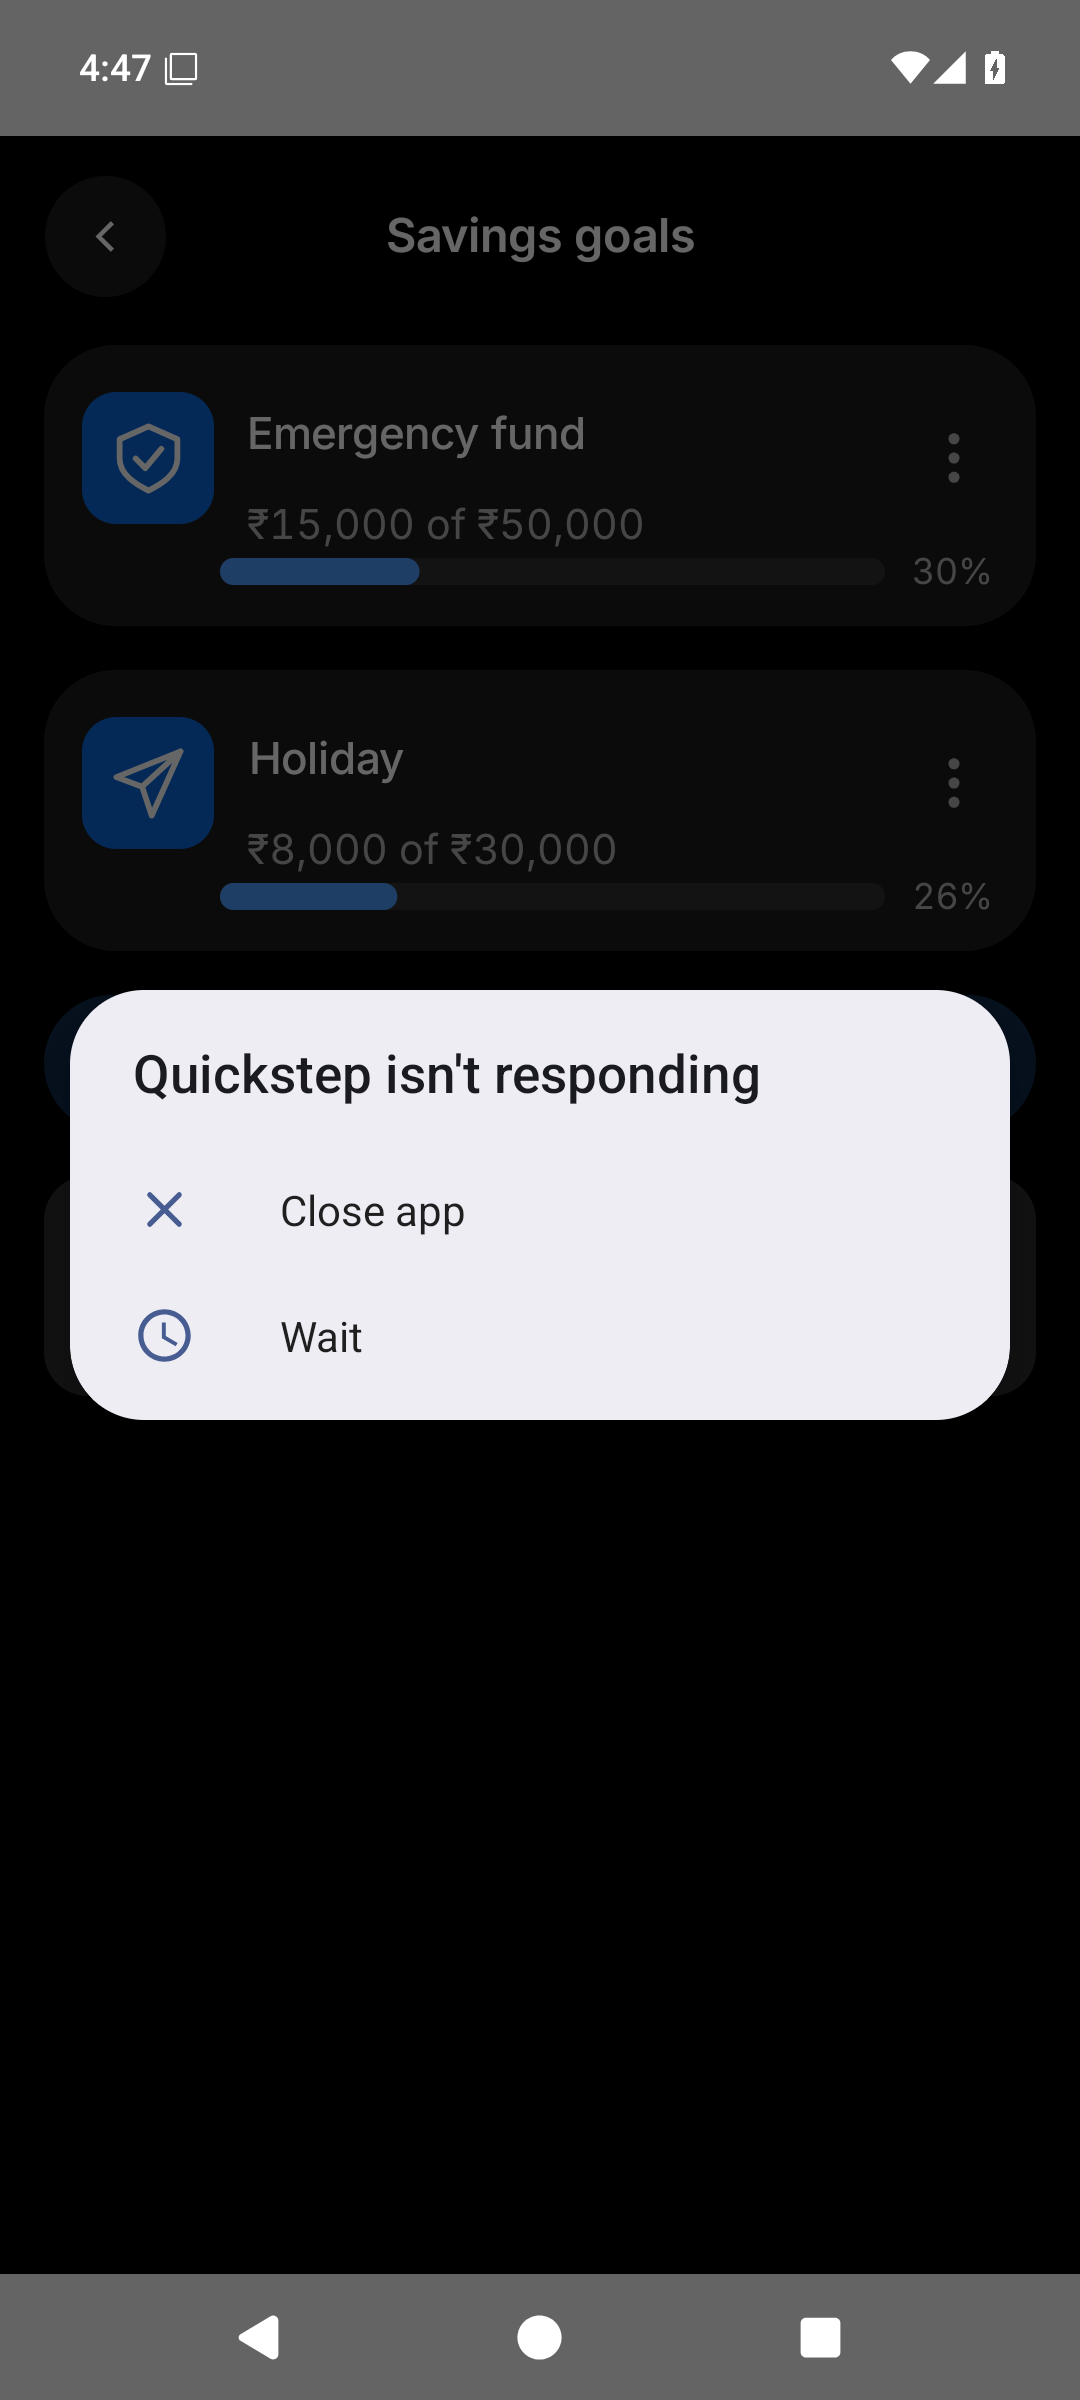 4:47
Savings goals
Emergency fund
₹15,000 of ₹50,000
30%
Holiday
₹8,000 of ₹30,000
26%
Quickstep isn't responding
Close app
Wait